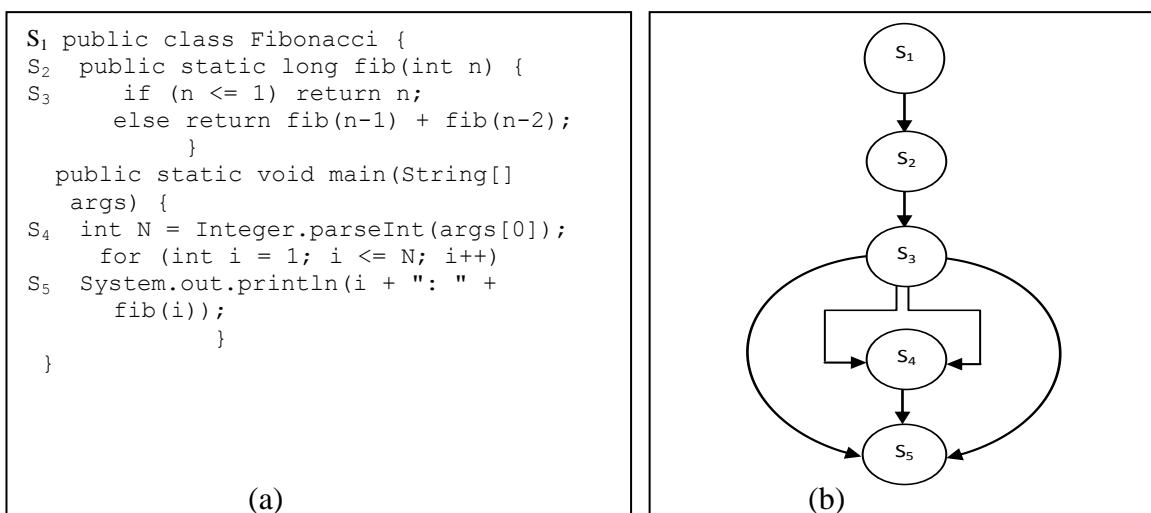 S₁ public class Fibonacci {
S₂ public static long fib(int n) {
S₃ if (n <= 1) return n;
else return fib(n-1) + fib(n-2);
}
public static void main(String[]
args) {
S₄ int N = Integer.parseInt(args[0]);
for (int i = 1; i <= N; i++)
S₅ System.out.println(i + ": " +
fib(i));
}
}
(a)
S₁
S₂
S₃
S₄
S₅
(b)